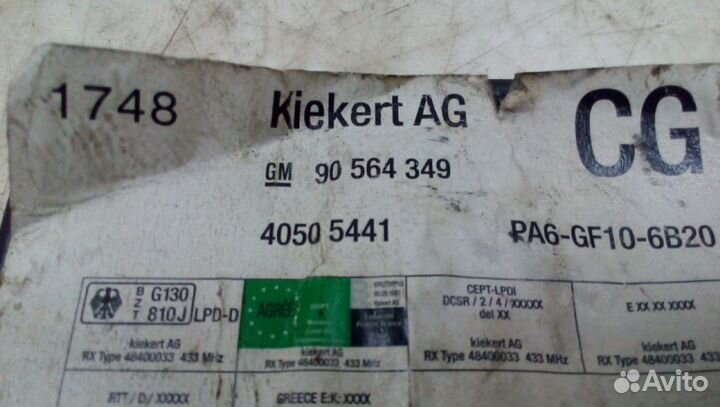 1748
Kiekert AG
CG
GM 90 564 349
4050 5441
PA6-GF10-6B20
BZT G130
810J LPD-D
kiekert AG
RX Type 48400033 433 MHz
AGREF
kiekert AG
RX Type 48400033 433 MHz
CEPT-LPDI
DCSR / 2 / 4 / XXXXX
del XX
kiekert AG
RX Type 48400033 433 MHz
E XX XX XXXX
kiekert AG
RX Type 48400033 433 MHz
RTT / D / XXXXX
GREECE E:K: XXXX
Avito